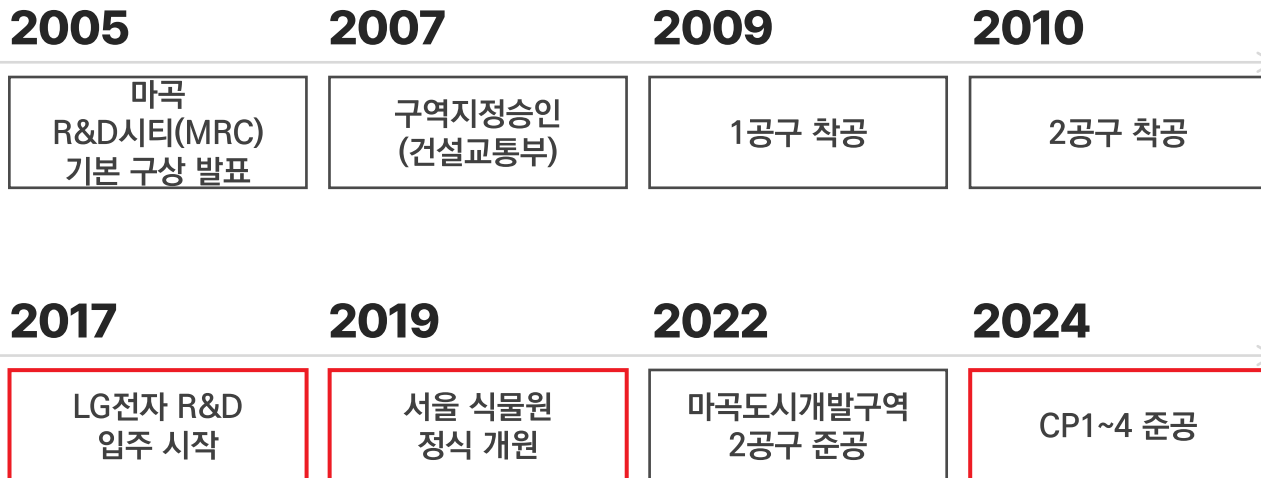 2005
2007
2009
2010
마곡
R&D시티(MRC)
기본 구상 발표
구역지정승인
(건설교통부)
1공구 착공
2공구 착공
2017
2019
2022
2024
LG전자 R&D
입주 시작
서울 식물원
정식 개원
마곡도시개발구역
2공구 준공
CP1~4 준공